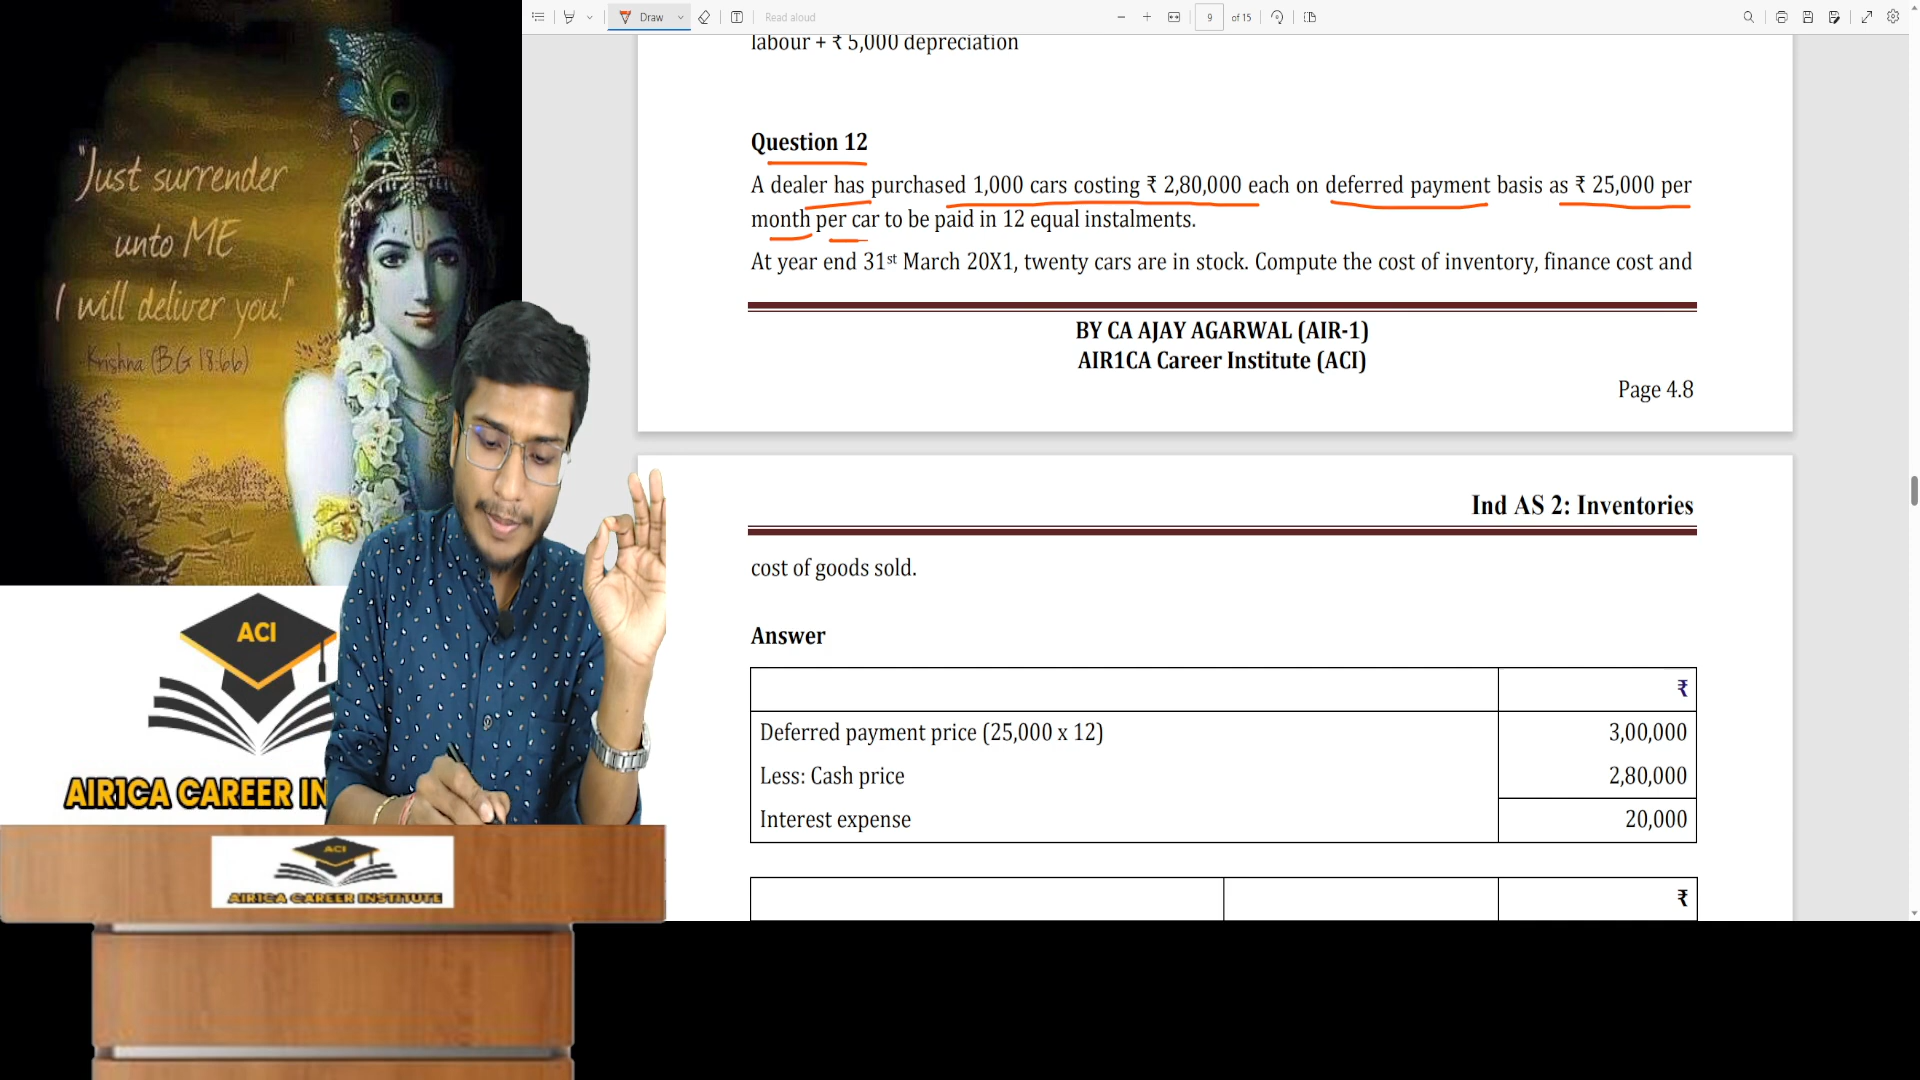 "Just surrender
unto ME
I will deliver you!"
- Krishna (B.G 18.66)
ACI
AIR1CA CAREER IN
ACI
AIR1CA CAREER INSTITUTE
Draw
Read aloud
9
of 15
labour + ₹ 5,000 depreciation
Question 12
A dealer has purchased 1,000 cars costing ₹ 2,80,000 each on deferred payment basis as ₹ 25,000 per
month per car to be paid in 12 equal instalments.
At year end 31st March 20X1, twenty cars are in stock. Compute the cost of inventory, finance cost and
BY CA AJAY AGARWAL (AIR-1)
AIR1CA Career Institute (ACI)
Page 4.8
Ind AS 2: Inventories
cost of goods sold.
Answer
₹
Deferred payment price (25,000 x 12) 3,00,000
Less: Cash price 2,80,000
Interest expense 20,000
₹